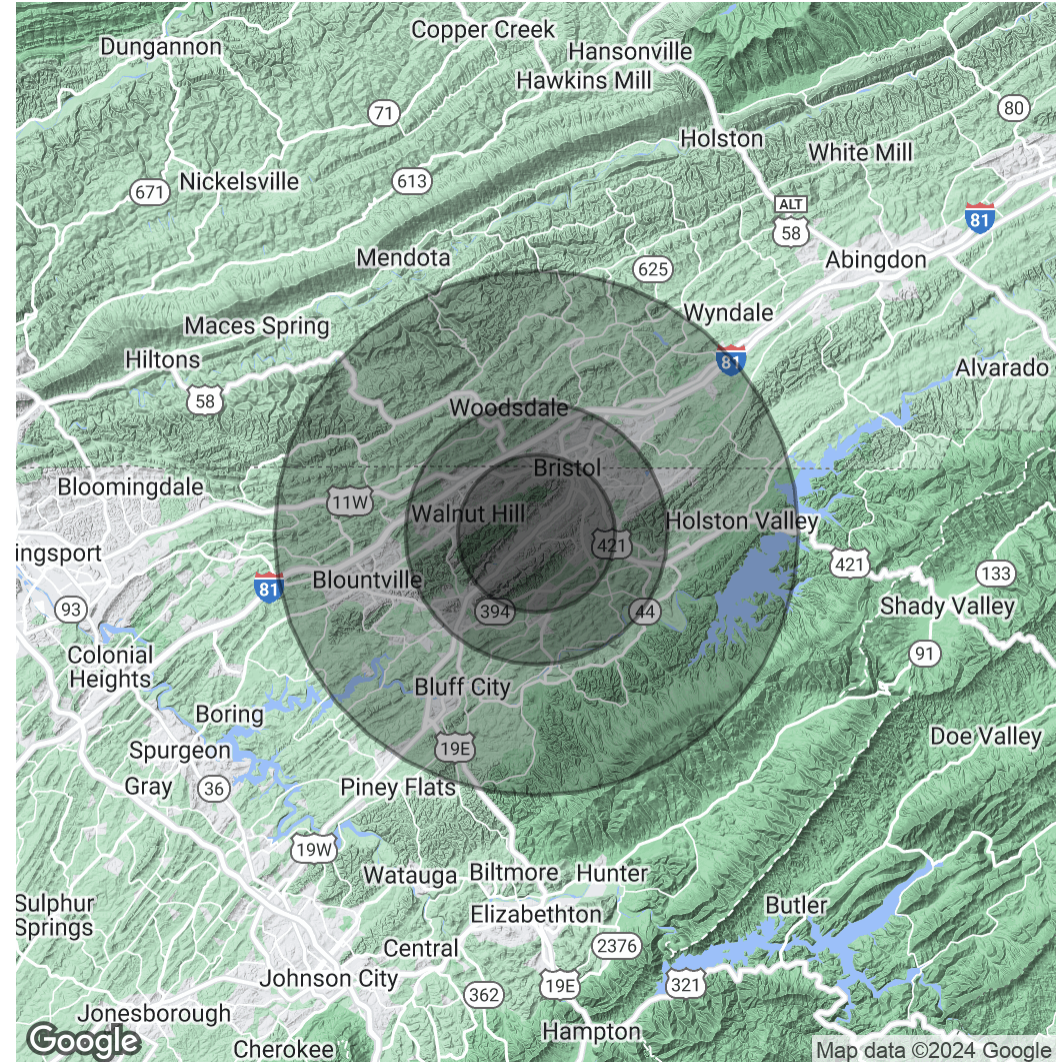 Copper Creek
Dungannon
Hansonville
Hawkins Mill
71
80
Holston
White Mill
671
Nickelsville
613
ALT
58
81
Mendota
Abingdon
625
Wyndale
Maces Spring
Hiltons
81
Alvarado
58
Woodsdale
Bristol
Bloomingdale
11W
Walnut Hill
Holston Valley
421
ingsport
421
Blountville
81
133
93
394
44
Shady Valley
Colonial
Heights
91
Bluff City
Boring
Spurgeon
19E
Doe Valley
Gray
36
Piney Flats
19W
Watauga
Biltmore
Hunter
Sulphur
Springs
Elizabethton
Butler
Central
2376
Johnson City
362
19E
321
Jonesborough
Hampton
Google
Cherokee
Map data ©2024 Google